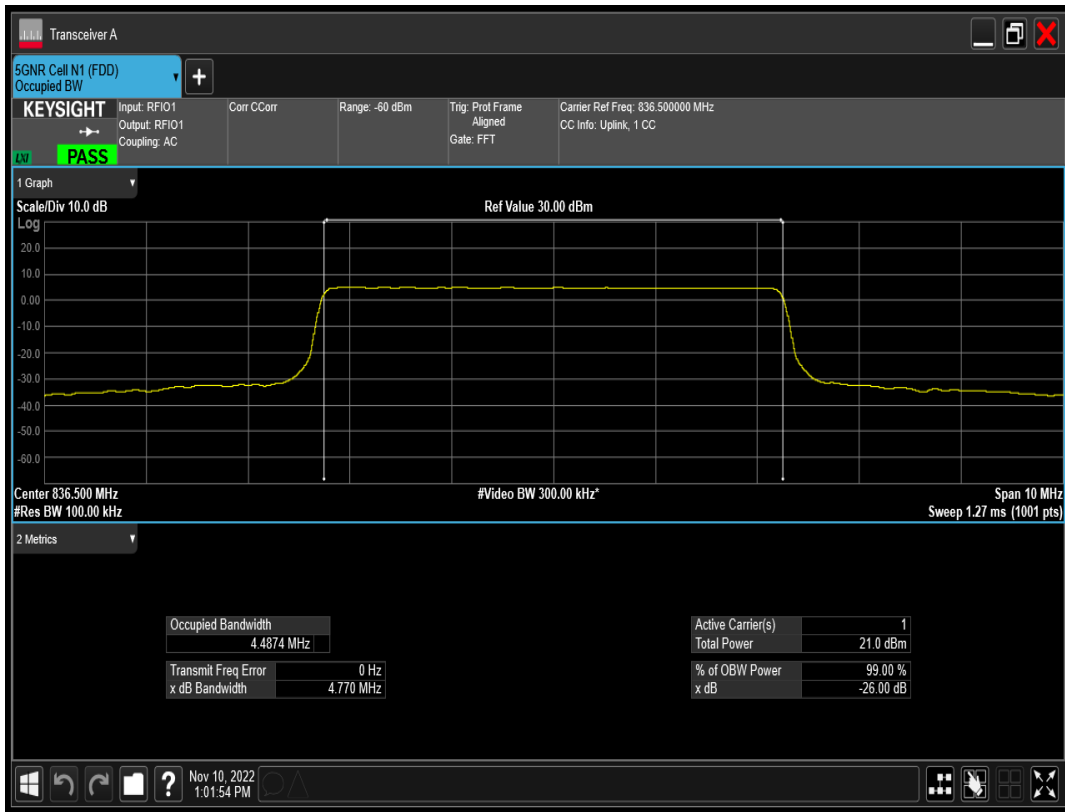 Transceiver A
5GNR Cell N1 (FDD)
Occupied BW
KEYSIGHT
LXI
PASS
Input: RFIO1
Output: RFIO1
Coupling: AC
Corr CCorr
Range: -60 dBm
Trig: Prot Frame
Aligned
Gate: FFT
Carrier Ref Freq: 836.500000 MHz
CC Info: Uplink, 1 CC
1 Graph
Scale/Div 10.0 dB
Ref Value 30.00 dBm
Log
20.0
10.0
0.00
-10.0
-20.0
-30.0
-40.0
-50.0
-60.0
Center 836.500 MHz
#Video BW 300.00 kHz*
Span 10 MHz
#Res BW 100.00 kHz
Sweep 1.27 ms (1001 pts)
2 Metrics
Occupied Bandwidth
4.4874 MHz
Transmit Freq Error 0 Hz
x dB Bandwidth 4.770 MHz
Active Carrier(s) 1
Total Power 21.0 dBm
% of OBW Power 99.00 %
x dB -26.00 dB
?
Nov 10, 2022
1:01:54 PM